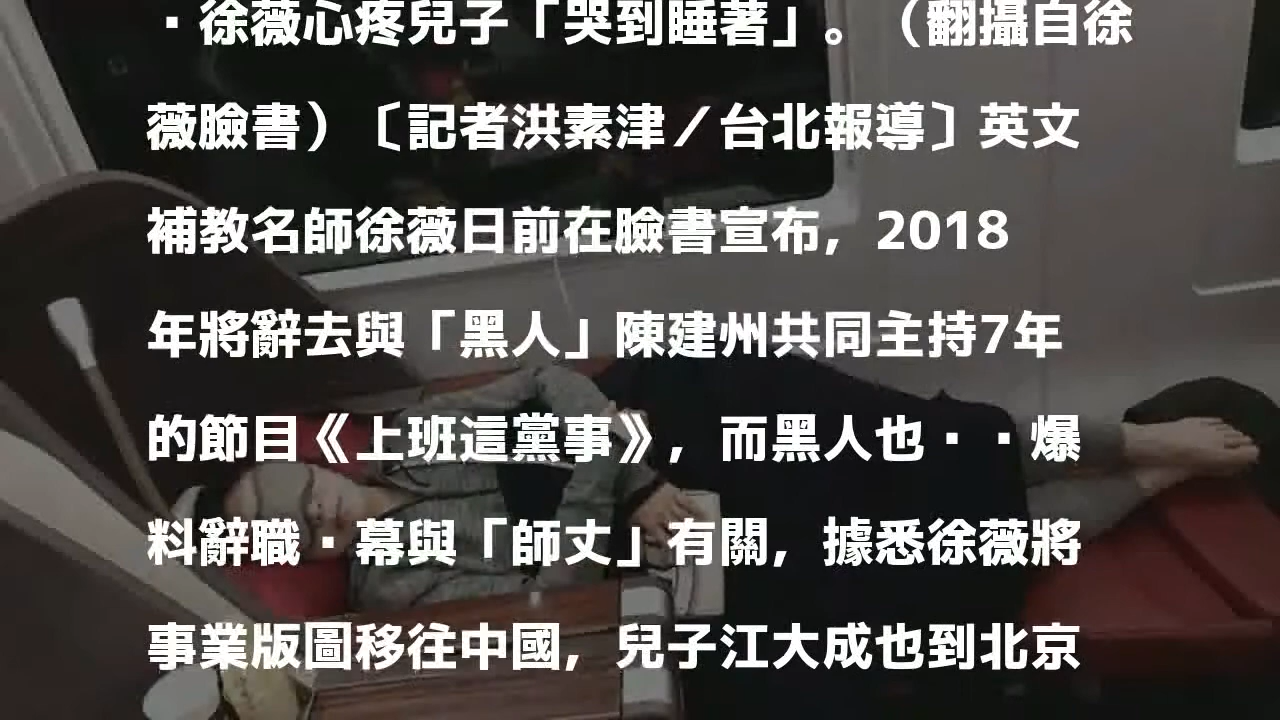 ▪徐薇心疼兒子「哭到睡著」。（翻攝自徐
薇臉書）〔記者洪素津／台北報導〕英文
補教名師徐薇日前在臉書宣布，2018
年將辭去與「黑人」陳建州共同主持7年
的節目《上班這黨事》，而黑人也▪▪爆
料辭職▪幕與「師丈」有關，據悉徐薇將
事業版圖移往中國，兒子江大成也到北京